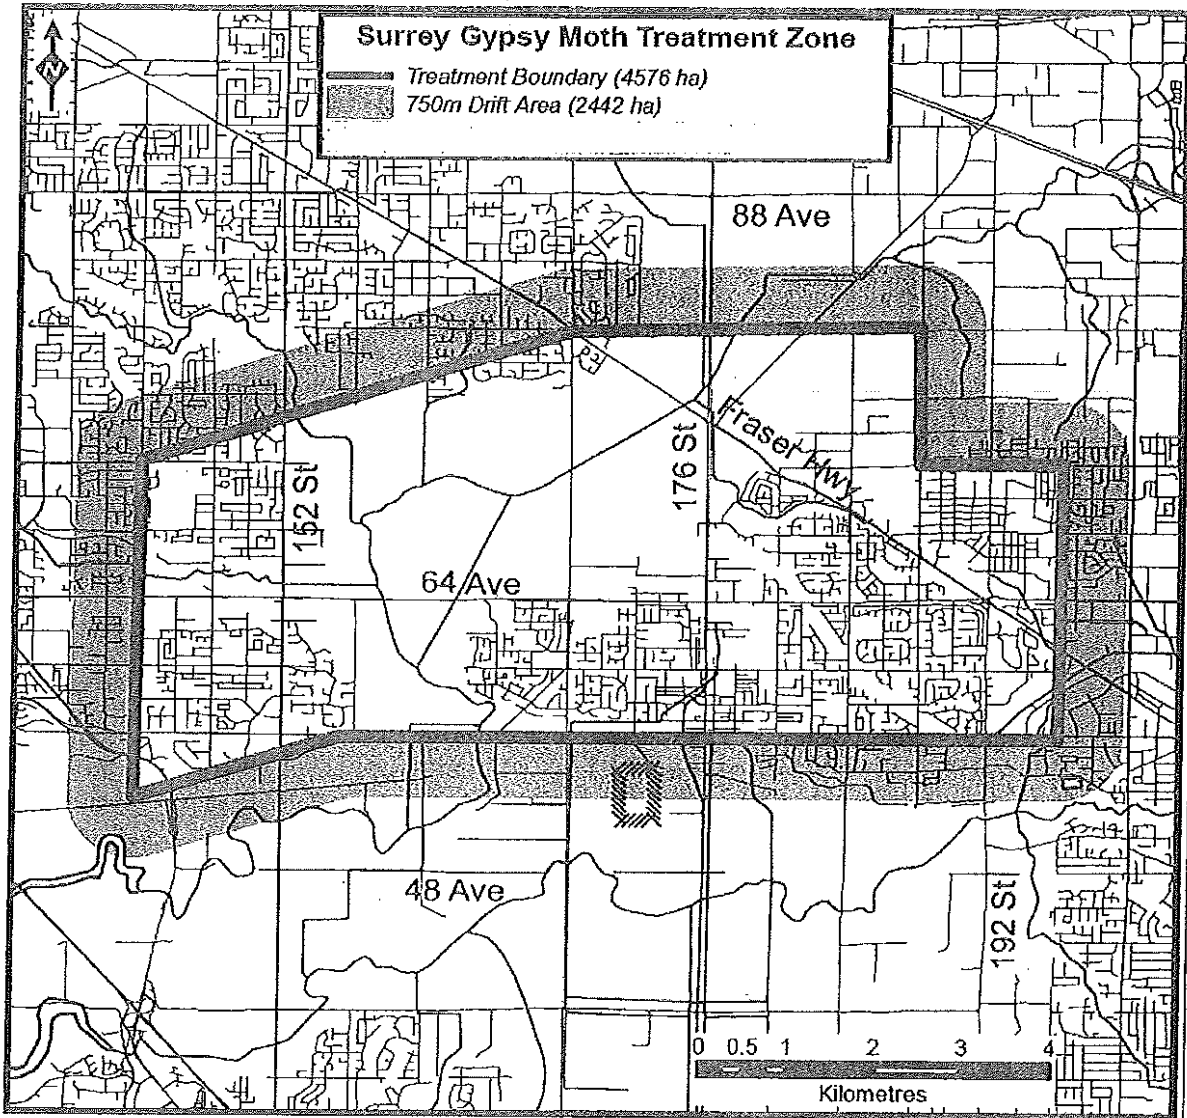 N
Surrey Gypsy Moth Treatment Zone
Treatment Boundary (4576 ha)
750m Drift Area (2442 ha)
88 Ave
Fraser Hwy
176 St
152 St
64 Ave
48 Ave
192 St
0 0.5 1 2 3 4
Kilometres